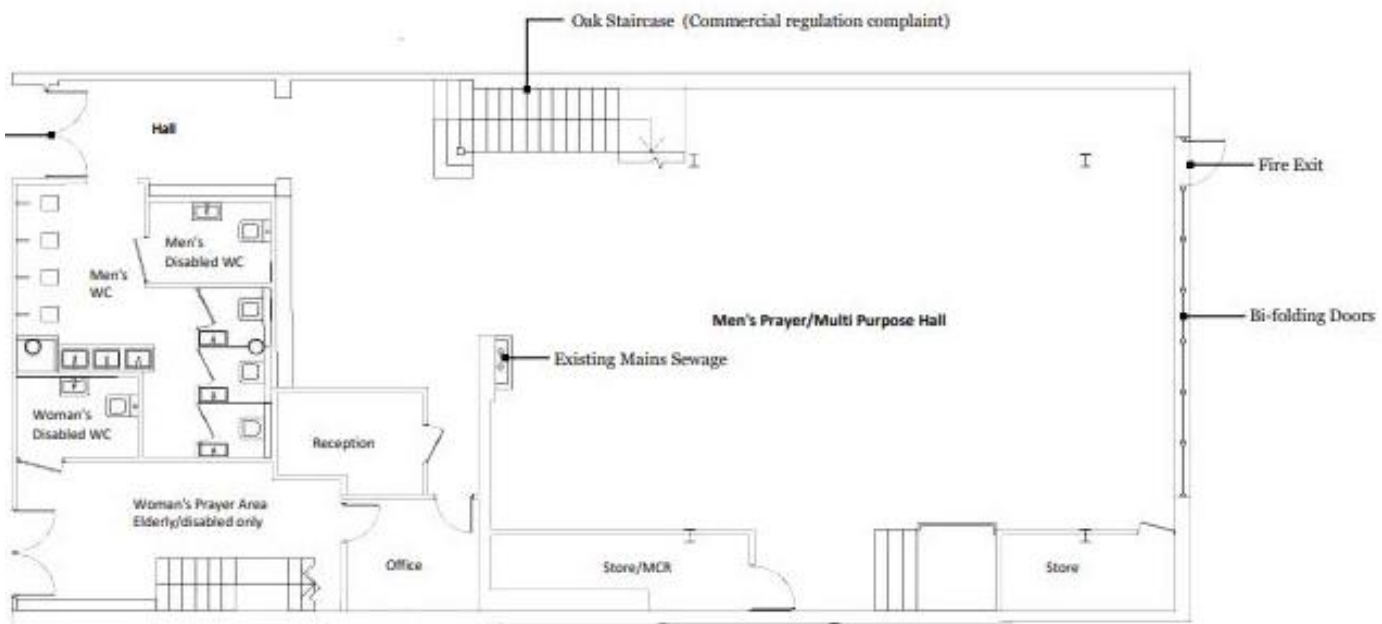 Oak Staircase (Commercial regulation complaint)
Hall
Fire Exit
Men's
Disabled WC
Men's
WC
Men's Prayer/Multi Purpose Hall
Bi-folding Doors
Existing Mains Sewage
Woman's
Disabled WC
Reception
Woman's Prayer Area
Elderly/disabled only
Office
Store/MCR
Store